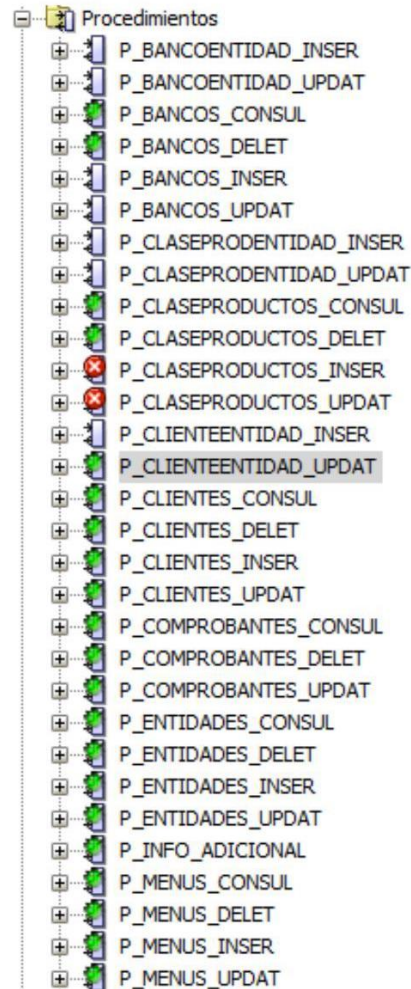 Procedimientos
P_BANCOENTIDAD_INSER
P_BANCOENTIDAD_UPDAT
P_BANCOS_CONSUL
P_BANCOS_DELET
P_BANCOS_INSER
P_BANCOS_UPDAT
P_CLASEPRODENTIDAD_INSER
P_CLASEPRODENTIDAD_UPDAT
P_CLASEPRODUCTOS_CONSUL
P_CLASEPRODUCTOS_DELET
P_CLASEPRODUCTOS_INSER
P_CLASEPRODUCTOS_UPDAT
P_CLIENTEENTIDAD_INSER
P_CLIENTEENTIDAD_UPDAT
P_CLIENTES_CONSUL
P_CLIENTES_DELET
P_CLIENTES_INSER
P_CLIENTES_UPDAT
P_COMPROBANTES_CONSUL
P_COMPROBANTES_DELET
P_COMPROBANTES_UPDAT
P_ENTIDADES_CONSUL
P_ENTIDADES_DELET
P_ENTIDADES_INSER
P_ENTIDADES_UPDAT
P_INFO_ADICIONAL
P_MENUS_CONSUL
P_MENUS_DELET
P_MENUS_INSER
P_MENUS_UPDAT